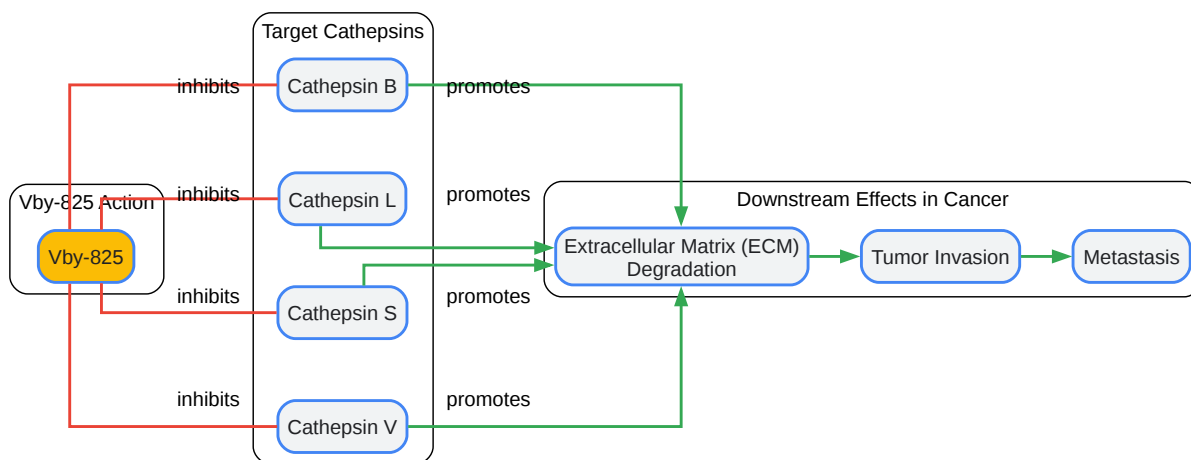 Target Cathepsins
inhibits
Cathepsin B
promotes
Vby-825 Action
inhibits
Cathepsin L
promotes
Downstream Effects in Cancer
Vby-825
Extracellular Matrix (ECM)
Degradation
Tumor Invasion
Metastasis
inhibits
Cathepsin S
promotes
inhibits
Cathepsin V
promotes